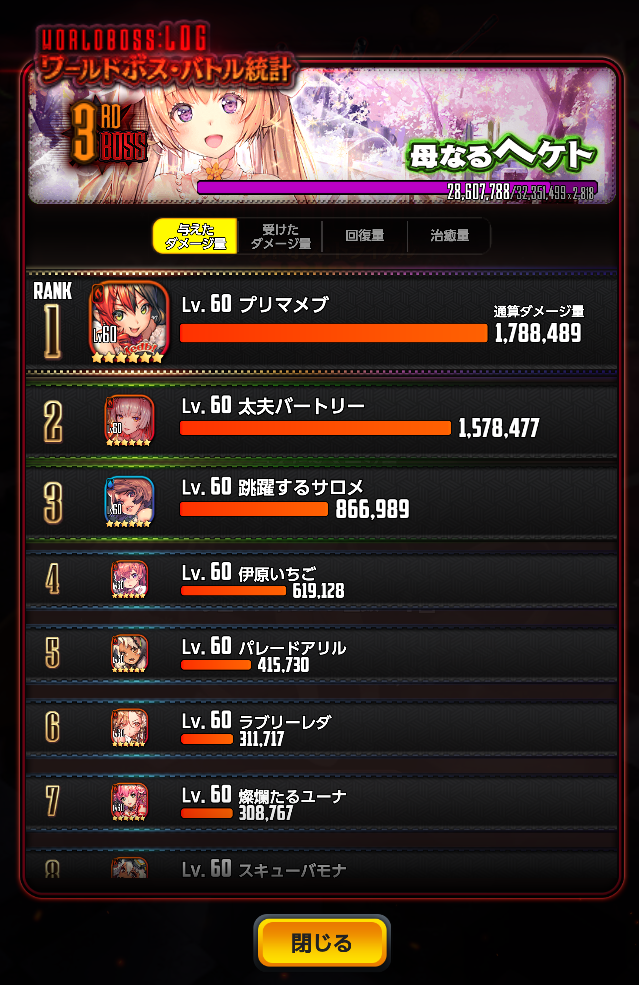 WORLDBOSS:LOG
ワールドボス・バトル統計
3RD BOSS
母なるヘケト
28,607,788/32,351,499 x 2,818
与えたダメージ量
受けたダメージ量
回復量
治癒量
RANK
1
Lv60
Lv. 60 プリマメブ
通算ダメージ量
1,788,489
2
Lv. 60 太夫バートリー
1,578,477
3
Lv. 60 跳躍するサロメ
866,989
4
Lv. 60 伊原いちご
619,128
5
Lv. 60 パレードアリル
415,730
6
Lv. 60 ラブリーレダ
311,717
7
Lv. 60 燦爛たるユーナ
308,767
8
Lv. 60 スキューバモナ
閉じる